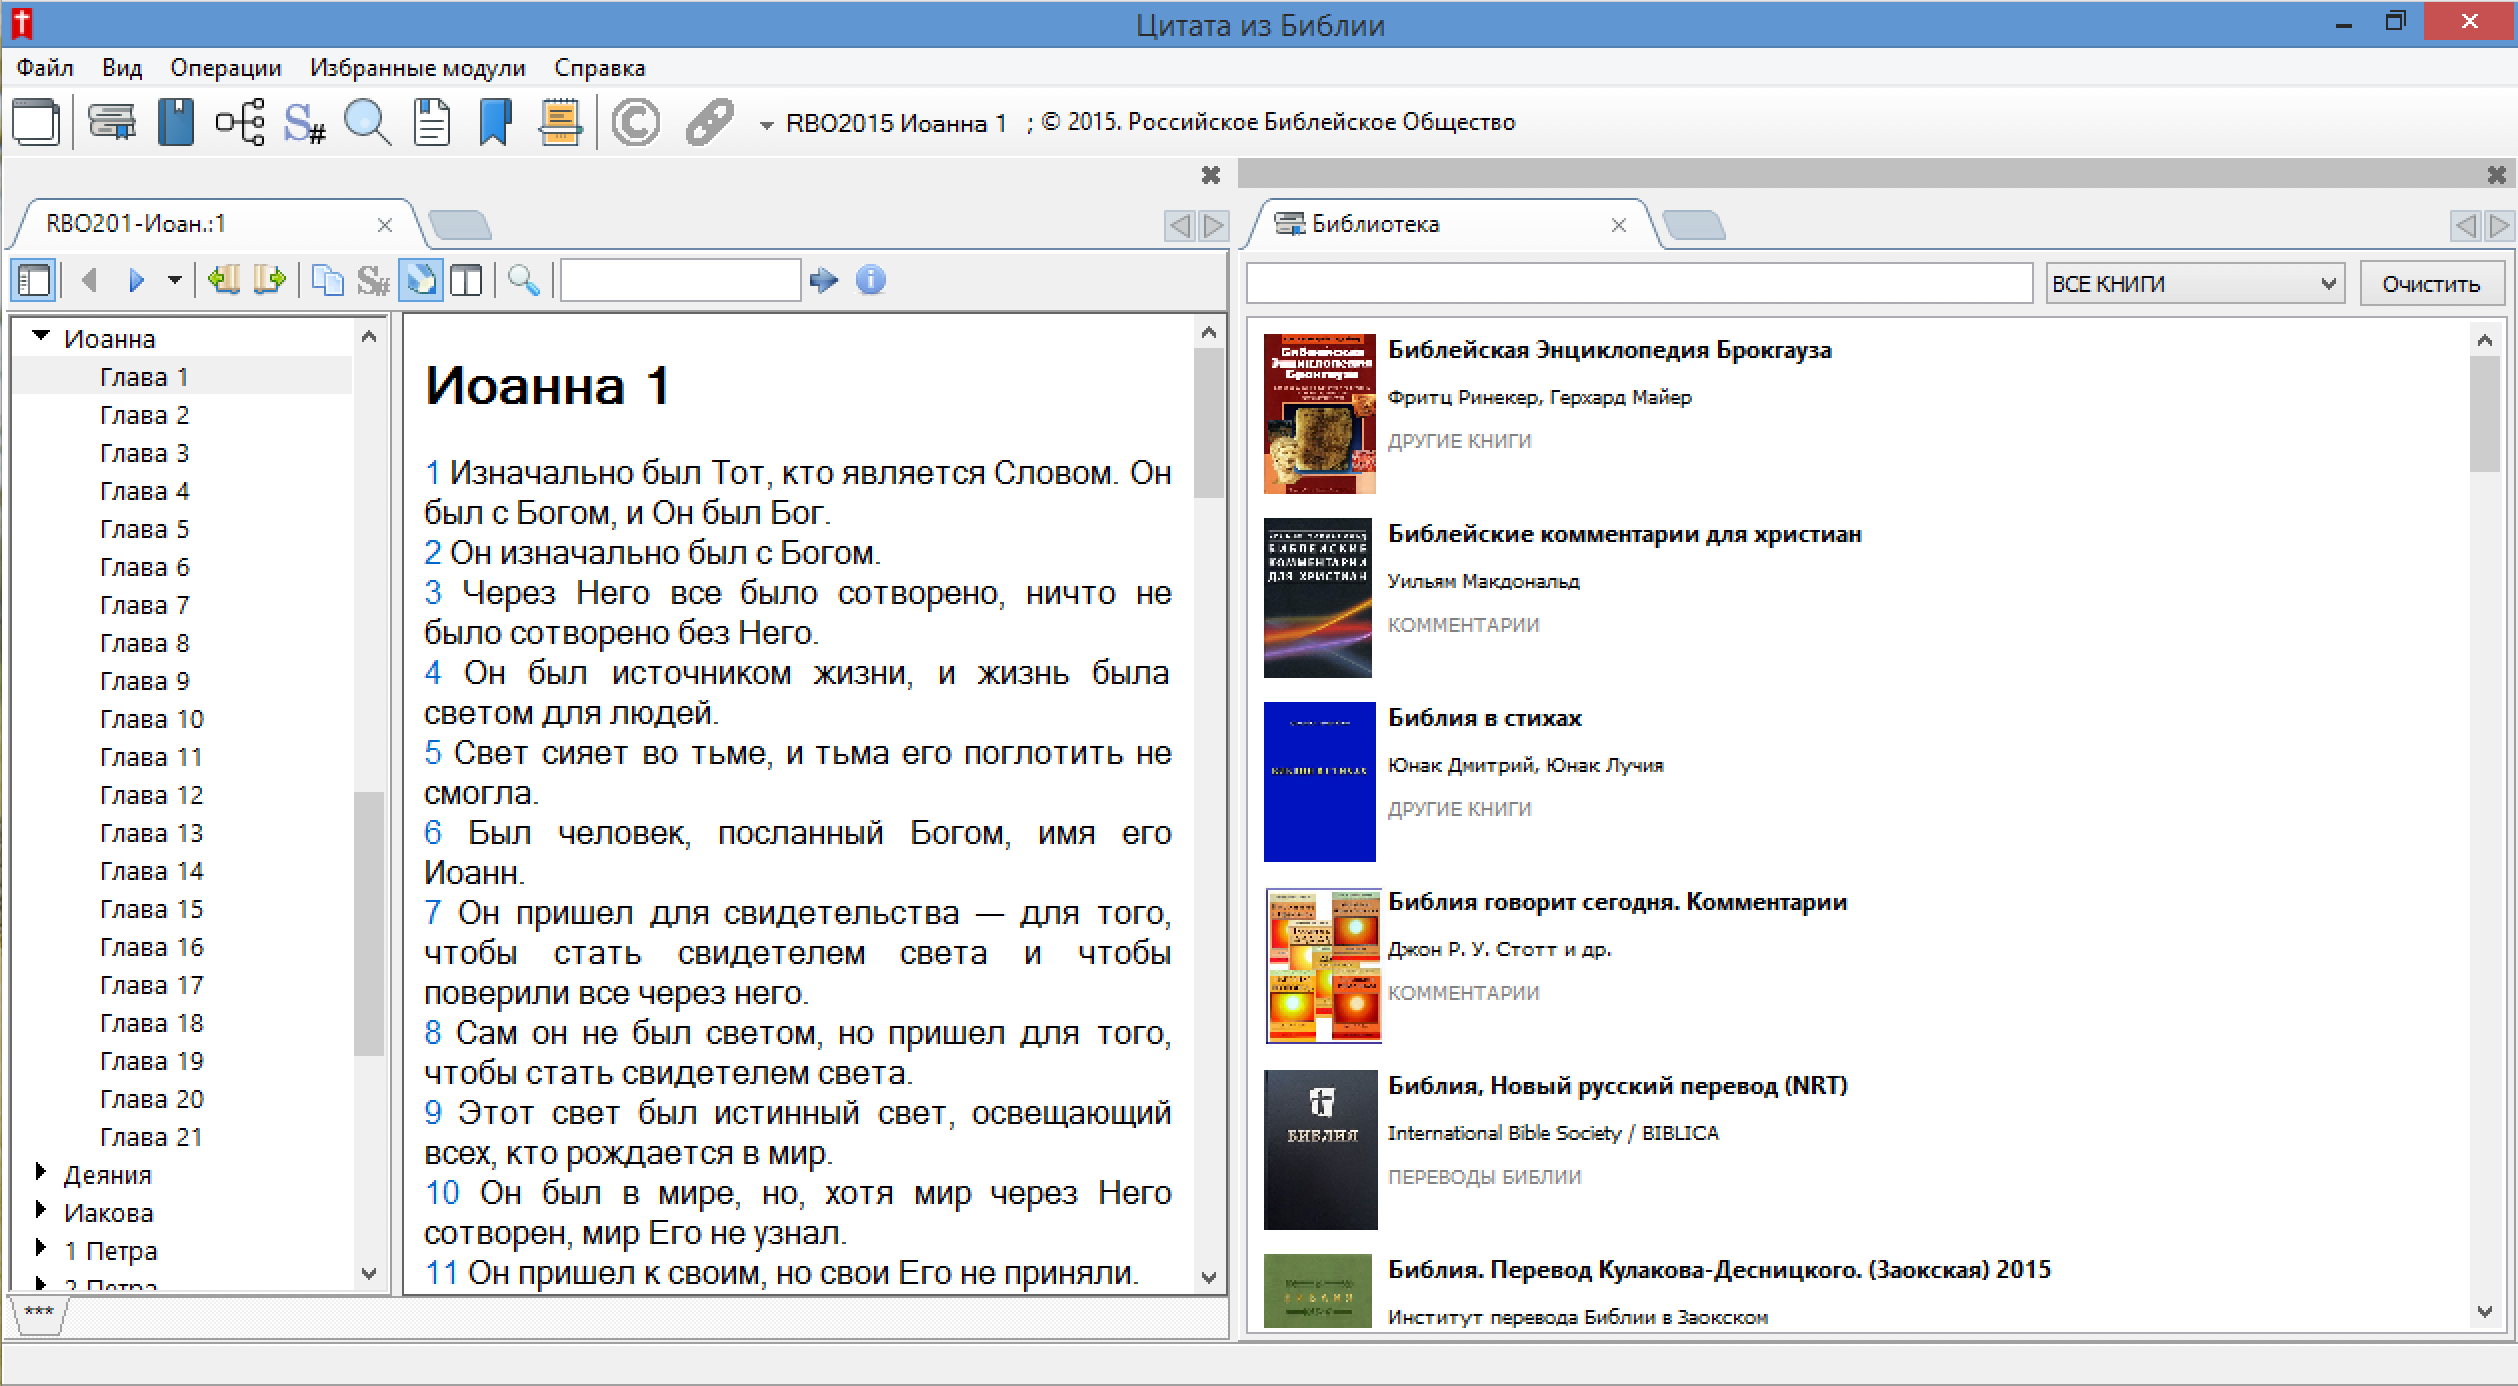 Цитата из Библии
Файл Вид Операции Избранные модули Справка
RBO2015 Иоанна 1 ; © 2015. Российское Библейское Общество
RBO201-Иоан.:1
Иоанна
Глава 1
Глава 2
Глава 3
Глава 4
Глава 5
Глава 6
Глава 7
Глава 8
Глава 9
Глава 10
Глава 11
Глава 12
Глава 13
Глава 14
Глава 15
Глава 16
Глава 17
Глава 18
Глава 19
Глава 20
Глава 21
Деяния
Иакова
1 Петра
2 Петра
***
Иоанна 1
1 Изначально был Тот, кто является Словом. Он
был с Богом, и Он был Бог.
2 Он изначально был с Богом.
3 Через Него все было сотворено, ничто не
было сотворено без Него.
4 Он был источником жизни, и жизнь была
светом для людей.
5 Свет сияет во тьме, и тьма его поглотить не
смогла.
6 Был человек, посланный Богом, имя его
Иоанн.
7 Он пришел для свидетельства — для того,
чтобы стать свидетелем света и чтобы
поверили все через него.
8 Сам он не был светом, но пришел для того,
чтобы стать свидетелем света.
9 Этот свет был истинный свет, освещающий
всех, кто рождается в мир.
10 Он был в мире, но, хотя мир через Него
сотворен, мир Его не узнал.
11 Он пришел к своим, но свои Его не приняли.
Библиотека
ВСЕ КНИГИ
Очистить
Библейская Энциклопедия Брокгауза
Библейская Энциклопедия Брокгауза
Фритц Ринекер, Герхард Майер
ДРУГИЕ КНИГИ
БИБЛЕЙСКИЕ
КОММЕНТАРИИ
ДЛЯ ХРИСТИАН
Библейские комментарии для христиан
Уильям Макдональд
КОММЕНТАРИИ
Библия в стихах
Юнак Дмитрий, Юнак Лучия
ДРУГИЕ КНИГИ
Библия говорит сегодня. Комментарии
Джон Р. У. Стотт и др.
КОММЕНТАРИИ
БИБЛИЯ
Библия, Новый русский перевод (NRT)
International Bible Society / BIBLICA
ПЕРЕВОДЫ БИБЛИИ
БИБЛИЯ
Библия. Перевод Кулакова-Десницкого. (Заокская) 2015
Институт перевода Библии в Заокском